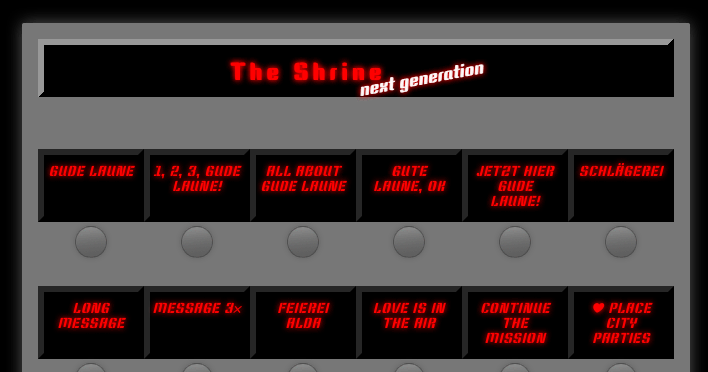 The Shrine
next generation
GUDE LAUNE
1, 2, 3, GUDE
LAUNE!
ALL ABOUT
GUDE LAUNE
GUTE
LAUNE, OK
JETZT HIER
GUDE
LAUNE!
SCHLÄGEREI
LONG
MESSAGE
MESSAGE 3×
FEIEREI
ALDA
LOVE IS IN
THE AIR
CONTINUE
THE
MISSION
♥ PLACE
CITY
PARTIES